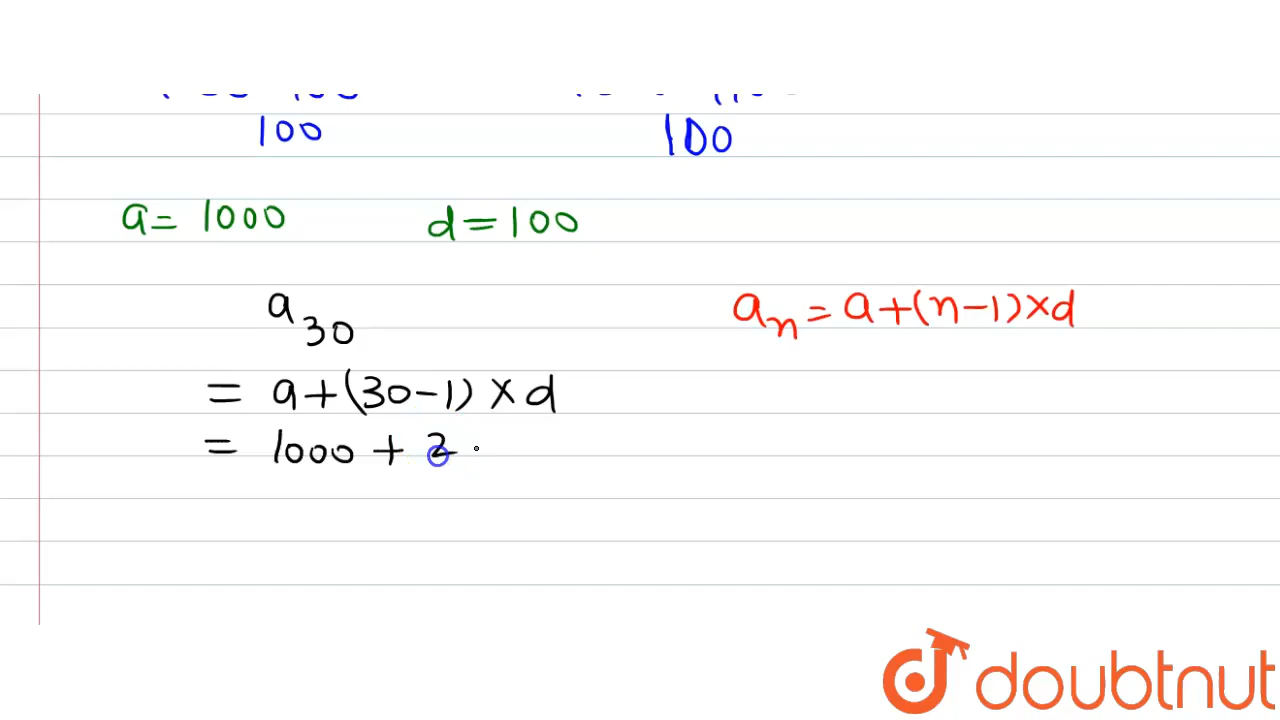 100 100
a = 1000 d = 100
a30 an = a + (n - 1) × d
= a + (30 - 1) × d
= 1000 + 2
doubtnut